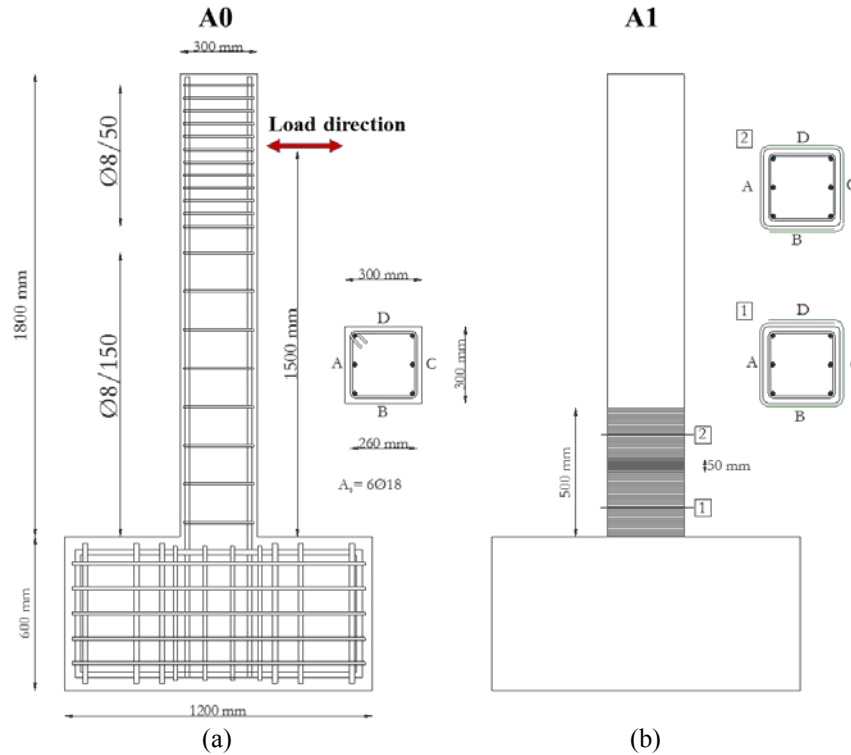 A0
300 mm
Ø8/50
Load direction
1800 mm
Ø8/150
1500 mm
300 mm
D
A
C
B
300 mm
260 mm
As= 6Ø18
600 mm
1200 mm
(a)
A1
2
D
A
B
1
D
A
B
500 mm
2
50 mm
1
(b)